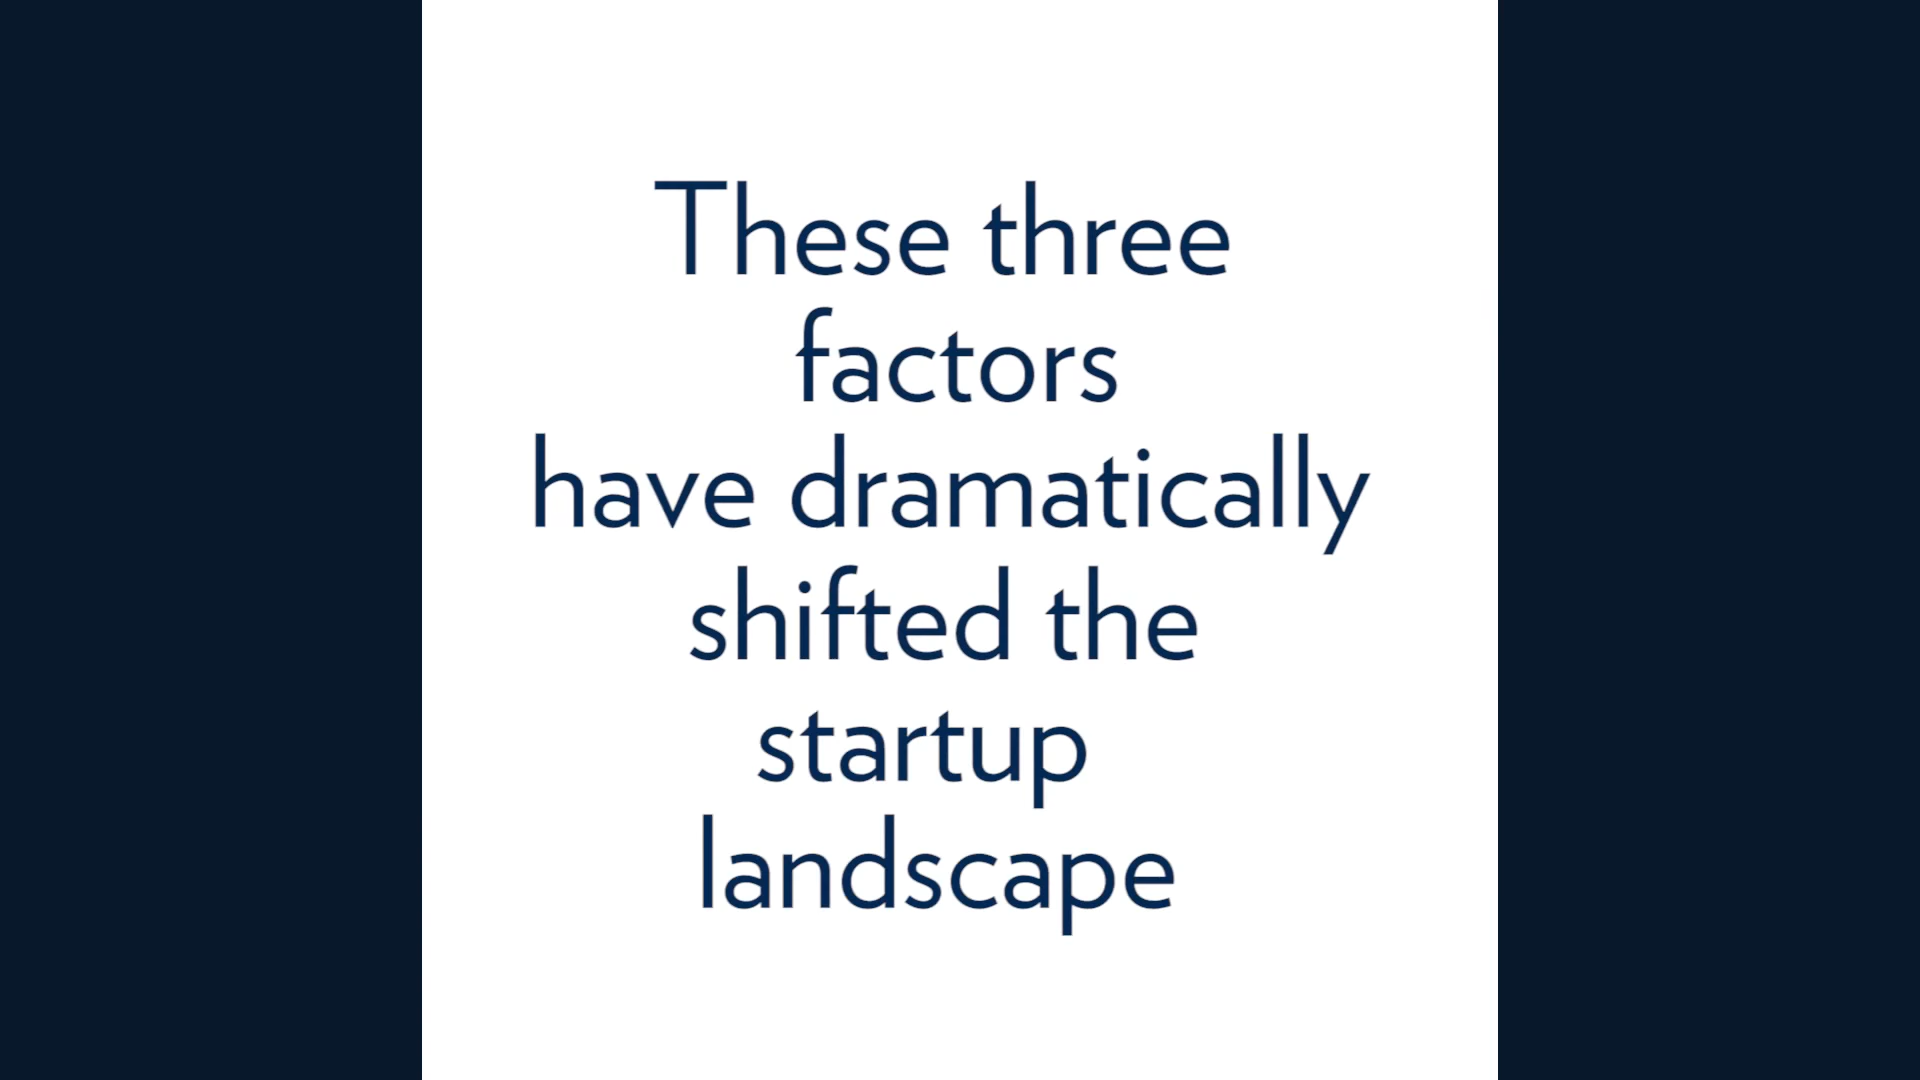 These three
factors
have dramatically
shifted the
startup
landscape